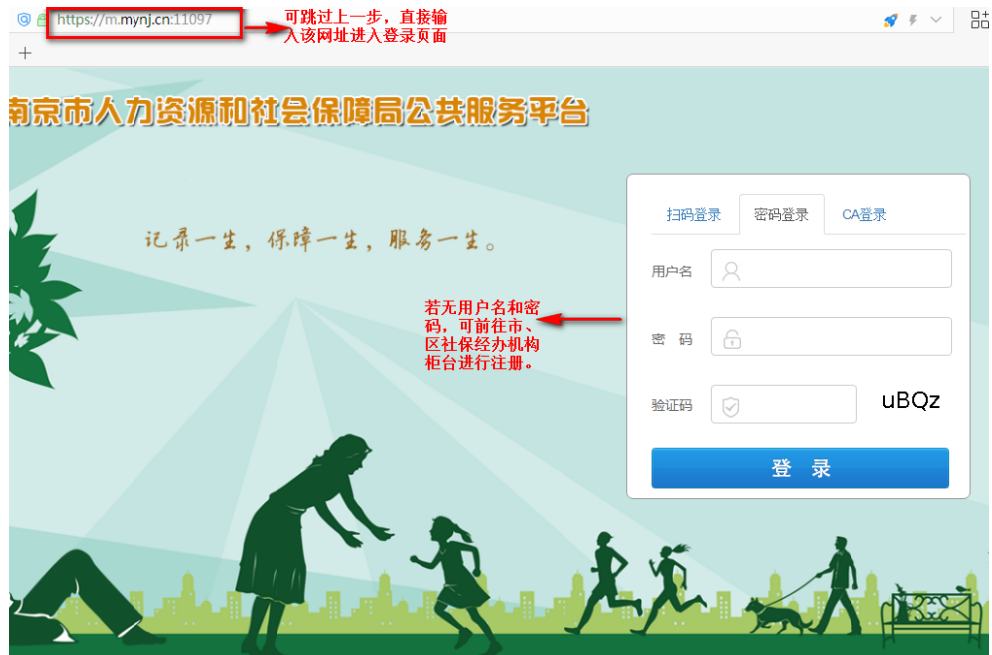 https://m.mynj.cn:11097
可跳过上一步，直接输
入该网址进入登录页面
南京市人力资源和社会保障局公共服务平台
记录一生，保障一生，服务一生。
扫码登录 密码登录 CA登录
用户名
若无用户名和密
码，可前往市、
区社保经办机构
柜台进行注册。
密 码
验证码 uBQz
登 录